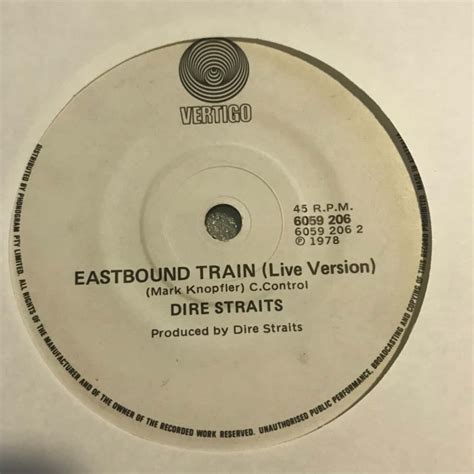 VERTIGO
45 R.P.M.
6059 206
6059 206 2
℗ 1978
EASTBOUND TRAIN (Live Version)
(Mark Knopfler) C.Control
DIRE STRAITS
Produced by Dire Straits
DISTRIBUTED BY PHONOGRAM PTY LIMITED. ALL RIGHTS OF THE MANUFACTURER AND OF THE OWNER OF THE RECORDED WORK RESERVED. UNAUTHORISED PUBLIC PERFORMANCE, BROADCASTING AND COPYING OF THIS RECORD